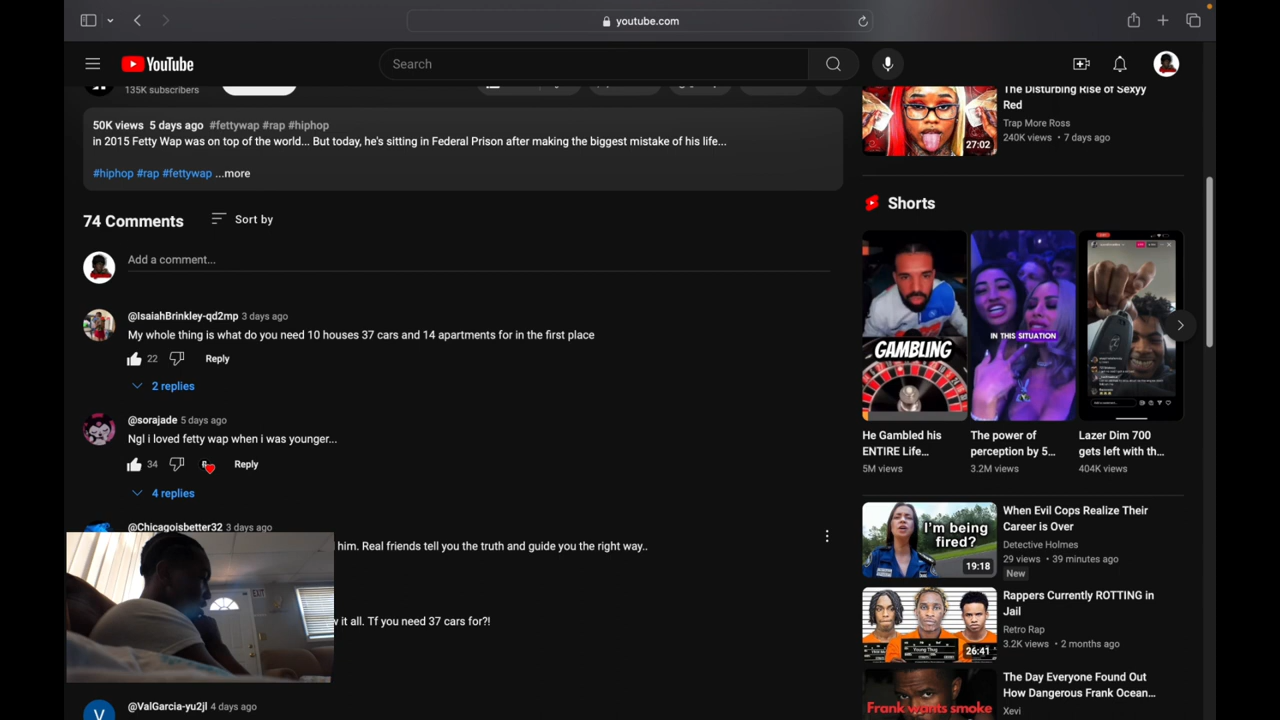 youtube.com
YouTube
Search
135K subscribers
50K views 5 days ago #fettywap #rap #hiphop
in 2015 Fetty Wap was on top of the world... But today, he's sitting in Federal Prison after making the biggest mistake of his life...
#hiphop #rap #fettywap ...more
74 Comments
Sort by
Add a comment...
@IsaiahBrinkley-qd2mp 3 days ago
My whole thing is what do you need 10 houses 37 cars and 14 apartments for in the first place
22
Reply
2 replies
@sorajade 5 days ago
Ngl i loved fetty wap when i was younger...
34
Reply
4 replies
@Chicagoisbetter32 3 days ago
him. Real friends tell you the truth and guide you the right way..
it all. Tf you need 37 cars for?!
EXIT
V
@ValGarcia-yu2jl 4 days ago
The Disturbing Rise of Sexyy
Red
Trap More Ross
240K views • 7 days ago
27:02
Shorts
GAMBLING
IN THIS SITUATION
He Gambled his
ENTIRE Life...
5M views
The power of
perception by 5...
3.2M views
Lazer Dim 700
gets left with th...
404K views
I'm being
fired?
19:18
When Evil Cops Realize Their
Career is Over
Detective Holmes
29 views • 39 minutes ago
New
Young Thug
26:41
Rappers Currently ROTTING in
Jail
Retro Rap
3.2K views • 2 months ago
Frank wants smoke
The Day Everyone Found Out
How Dangerous Frank Ocean...
Xevi